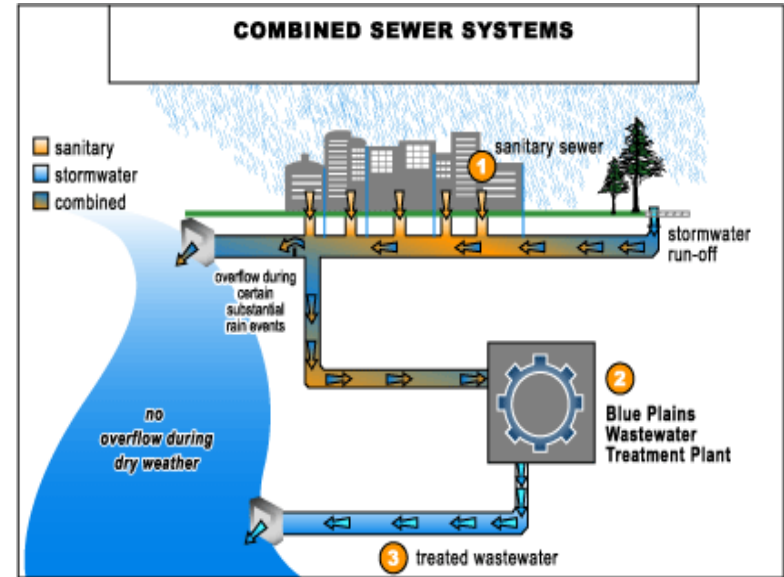 COMBINED SEWER SYSTEMS
sanitary
stormwater
combined
1
sanitary sewer
stormwater
run-off
overflow during
certain
substantial
rain events
no
overflow during
dry weather
2
Blue Plains
Wastewater
Treatment Plant
3 treated wastewater